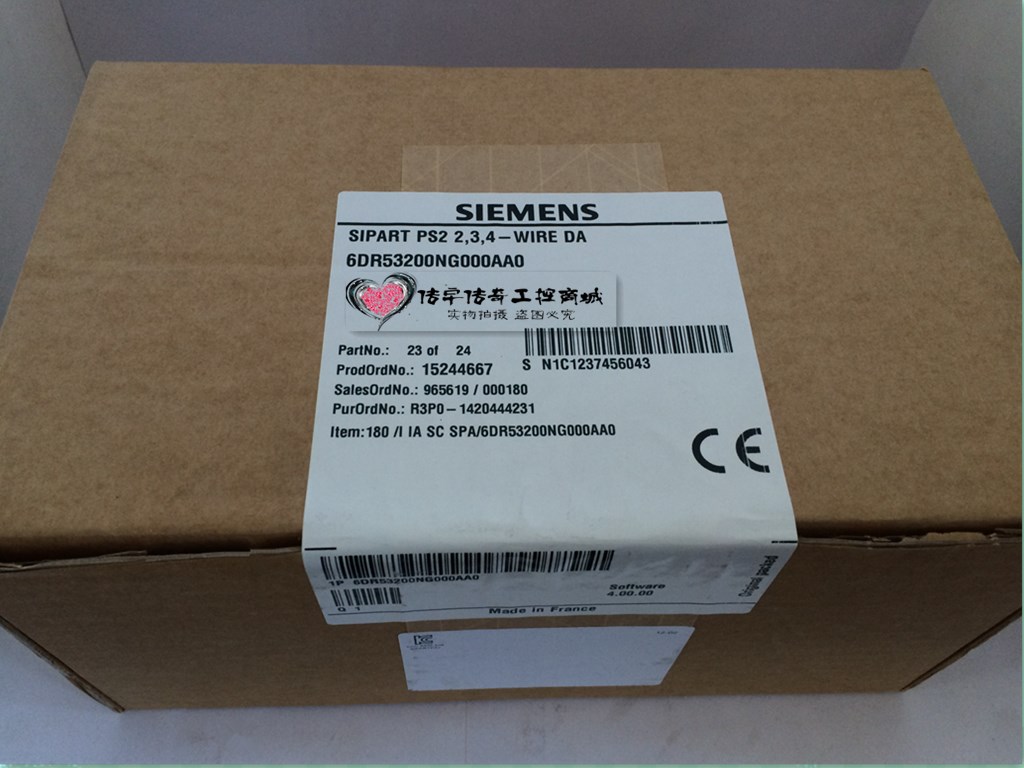 SIEMENS
SIPART PS2 2,3,4-WIRE DA
6DR53200NG000AA0
传早传奇工控商城
实物拍摄 盗图必究
PartNo.: 23 of 24
S N1C1237456043
ProdOrdNo.: 15244667
SalesOrdNo.: 965619 / 000180
PurOrdNo.: R3P0-1420444231
Item:180 /I IA SC SPA/6DR53200NG000AA0
CE
1P 6DR53200NG000AA0
Software
4.00.00
Q 1
Made in France